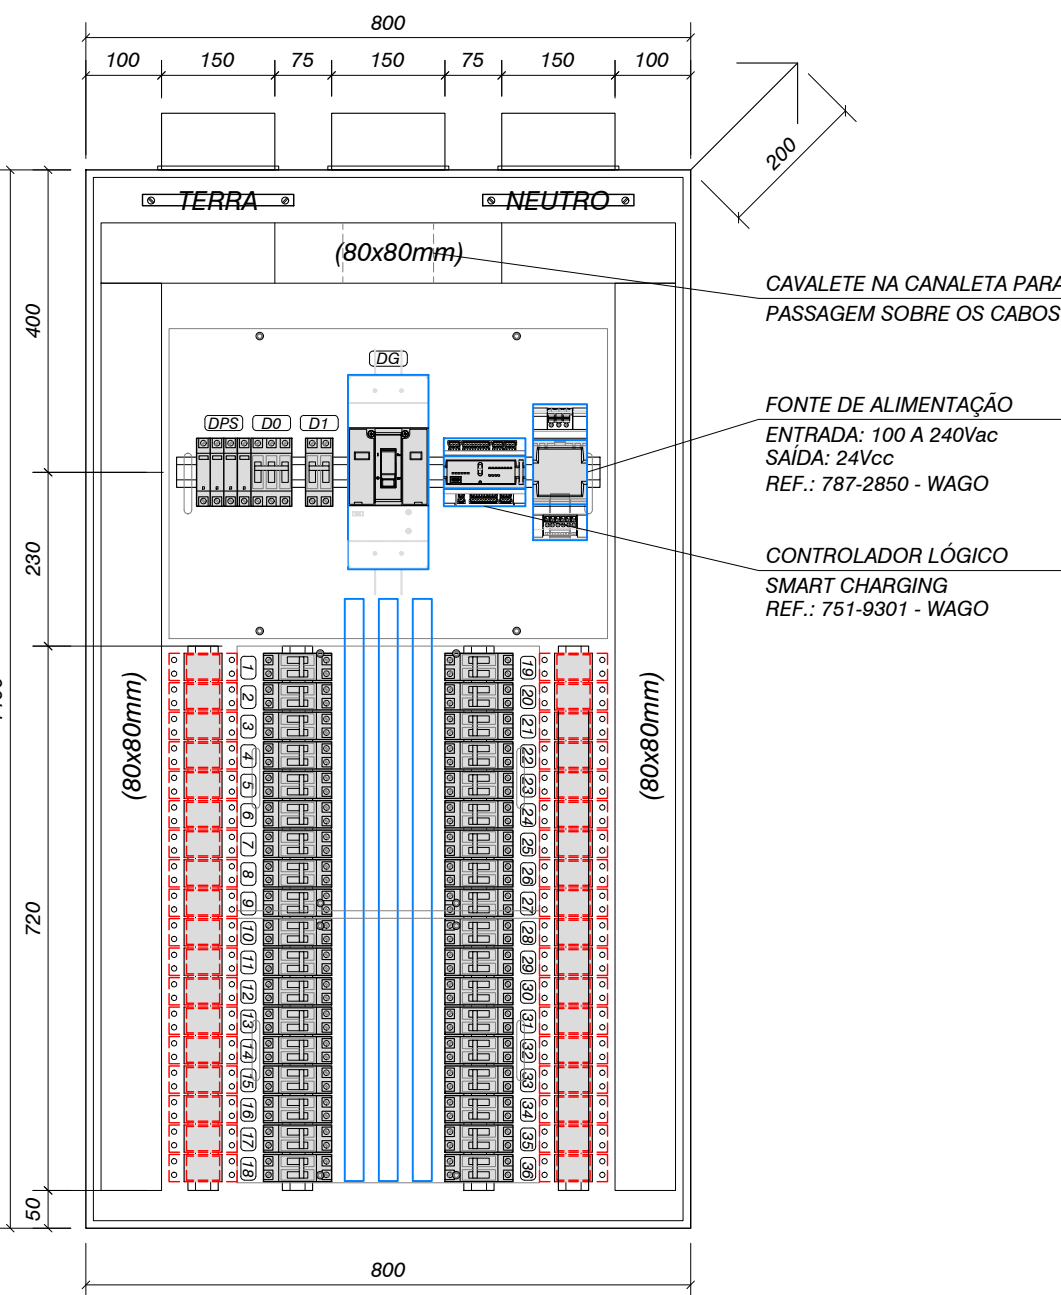 800
100 150 75 150 75 150 100
200
TERRA
NEUTRO
(80x80mm)
CAVALETE NA CANALETA PARA
PASSAGEM SOBRE OS CABOS
400
DG
DPS D0 D1
FONTE DE ALIMENTAÇÃO
ENTRADA: 100 A 240Vac
SAÍDA: 24Vcc
REF.: 787-2850 - WAGO
230
CONTROLADOR LÓGICO
SMART CHARGING
REF.: 751-9301 - WAGO
(80x80mm)
(80x80mm)
720
1 19
2 20
3 21
4 22
5 23
6 24
7 25
8 26
9 27
10 28
11 29
12 30
13 31
14 32
15 33
16 34
17 35
18 36
50
800